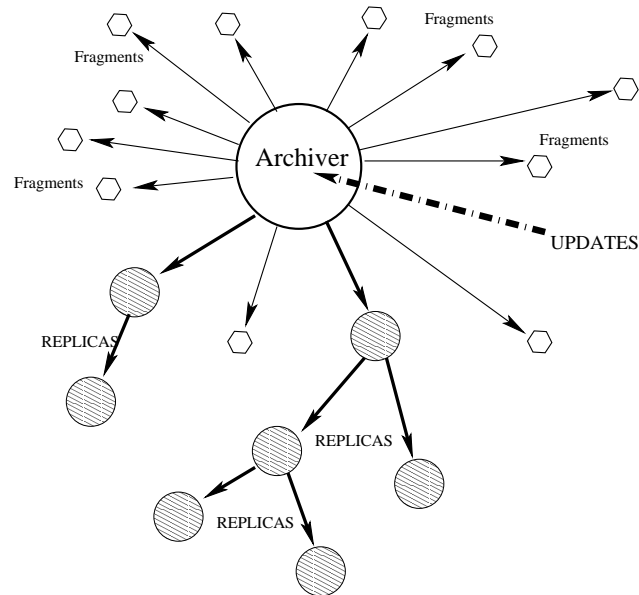 Fragments
Fragments
Fragments
Archiver
Fragments
UPDATES
REPLICAS
REPLICAS
REPLICAS